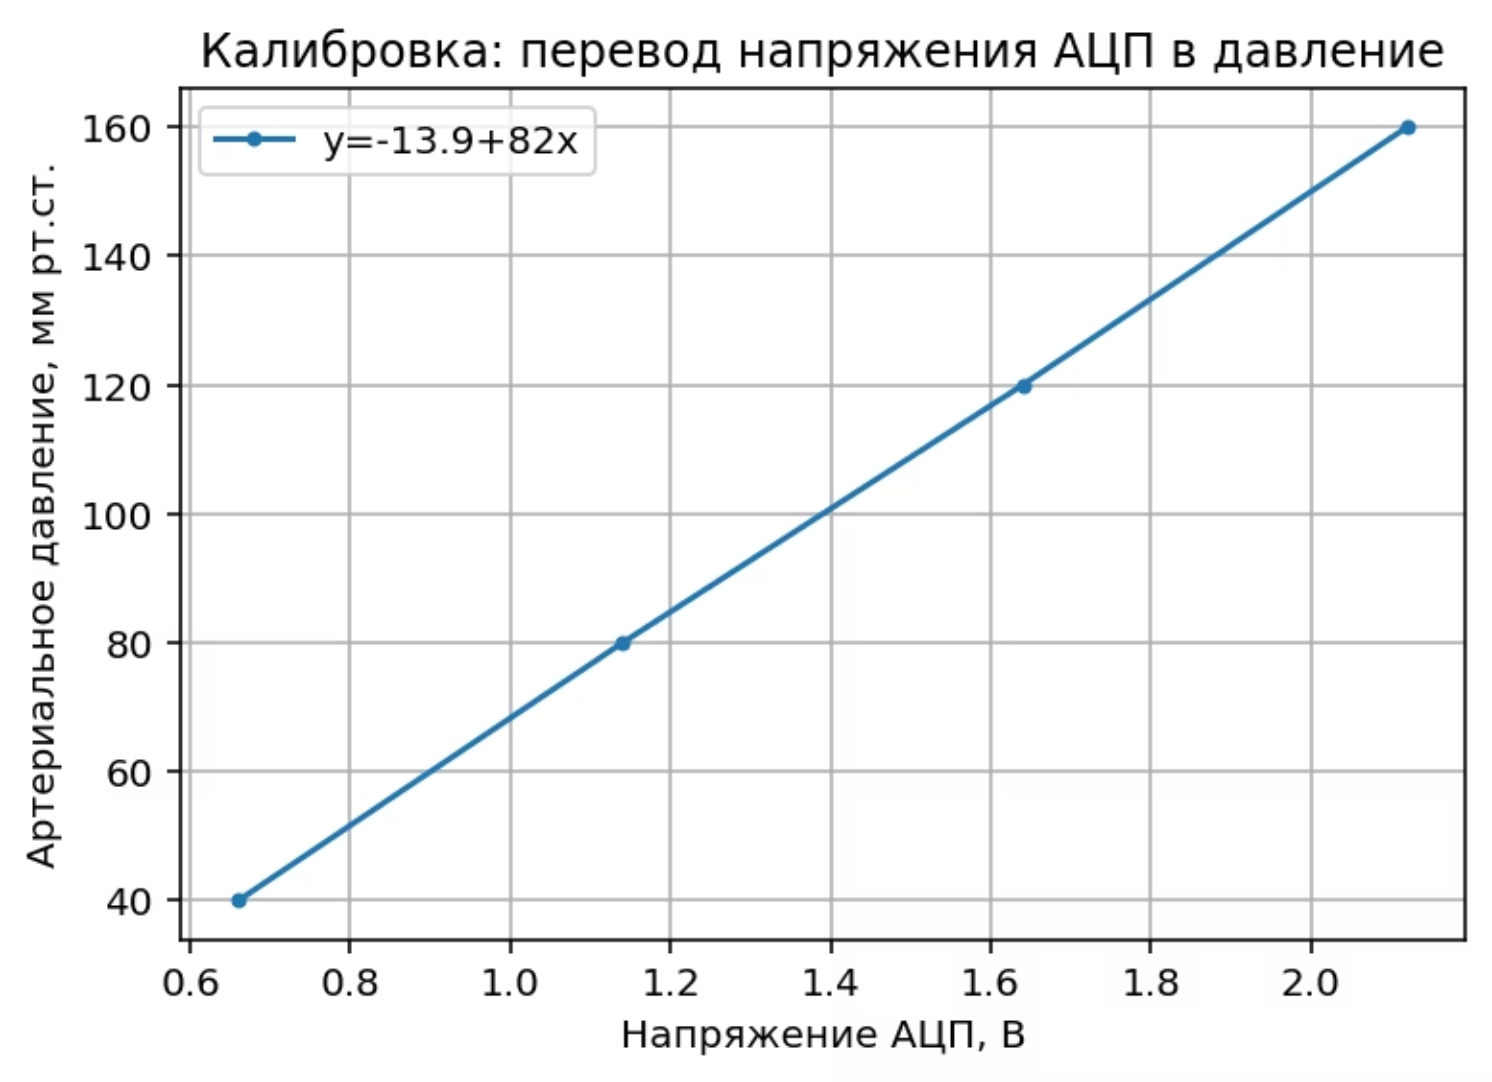 Калибровка: перевод напряжения АЦП в давление
y=-13.9+82x
Артериальное давление, мм рт.ст.
160
140
120
100
80
60
40
0.6 0.8 1.0 1.2 1.4 1.6 1.8 2.0
Напряжение АЦП, В